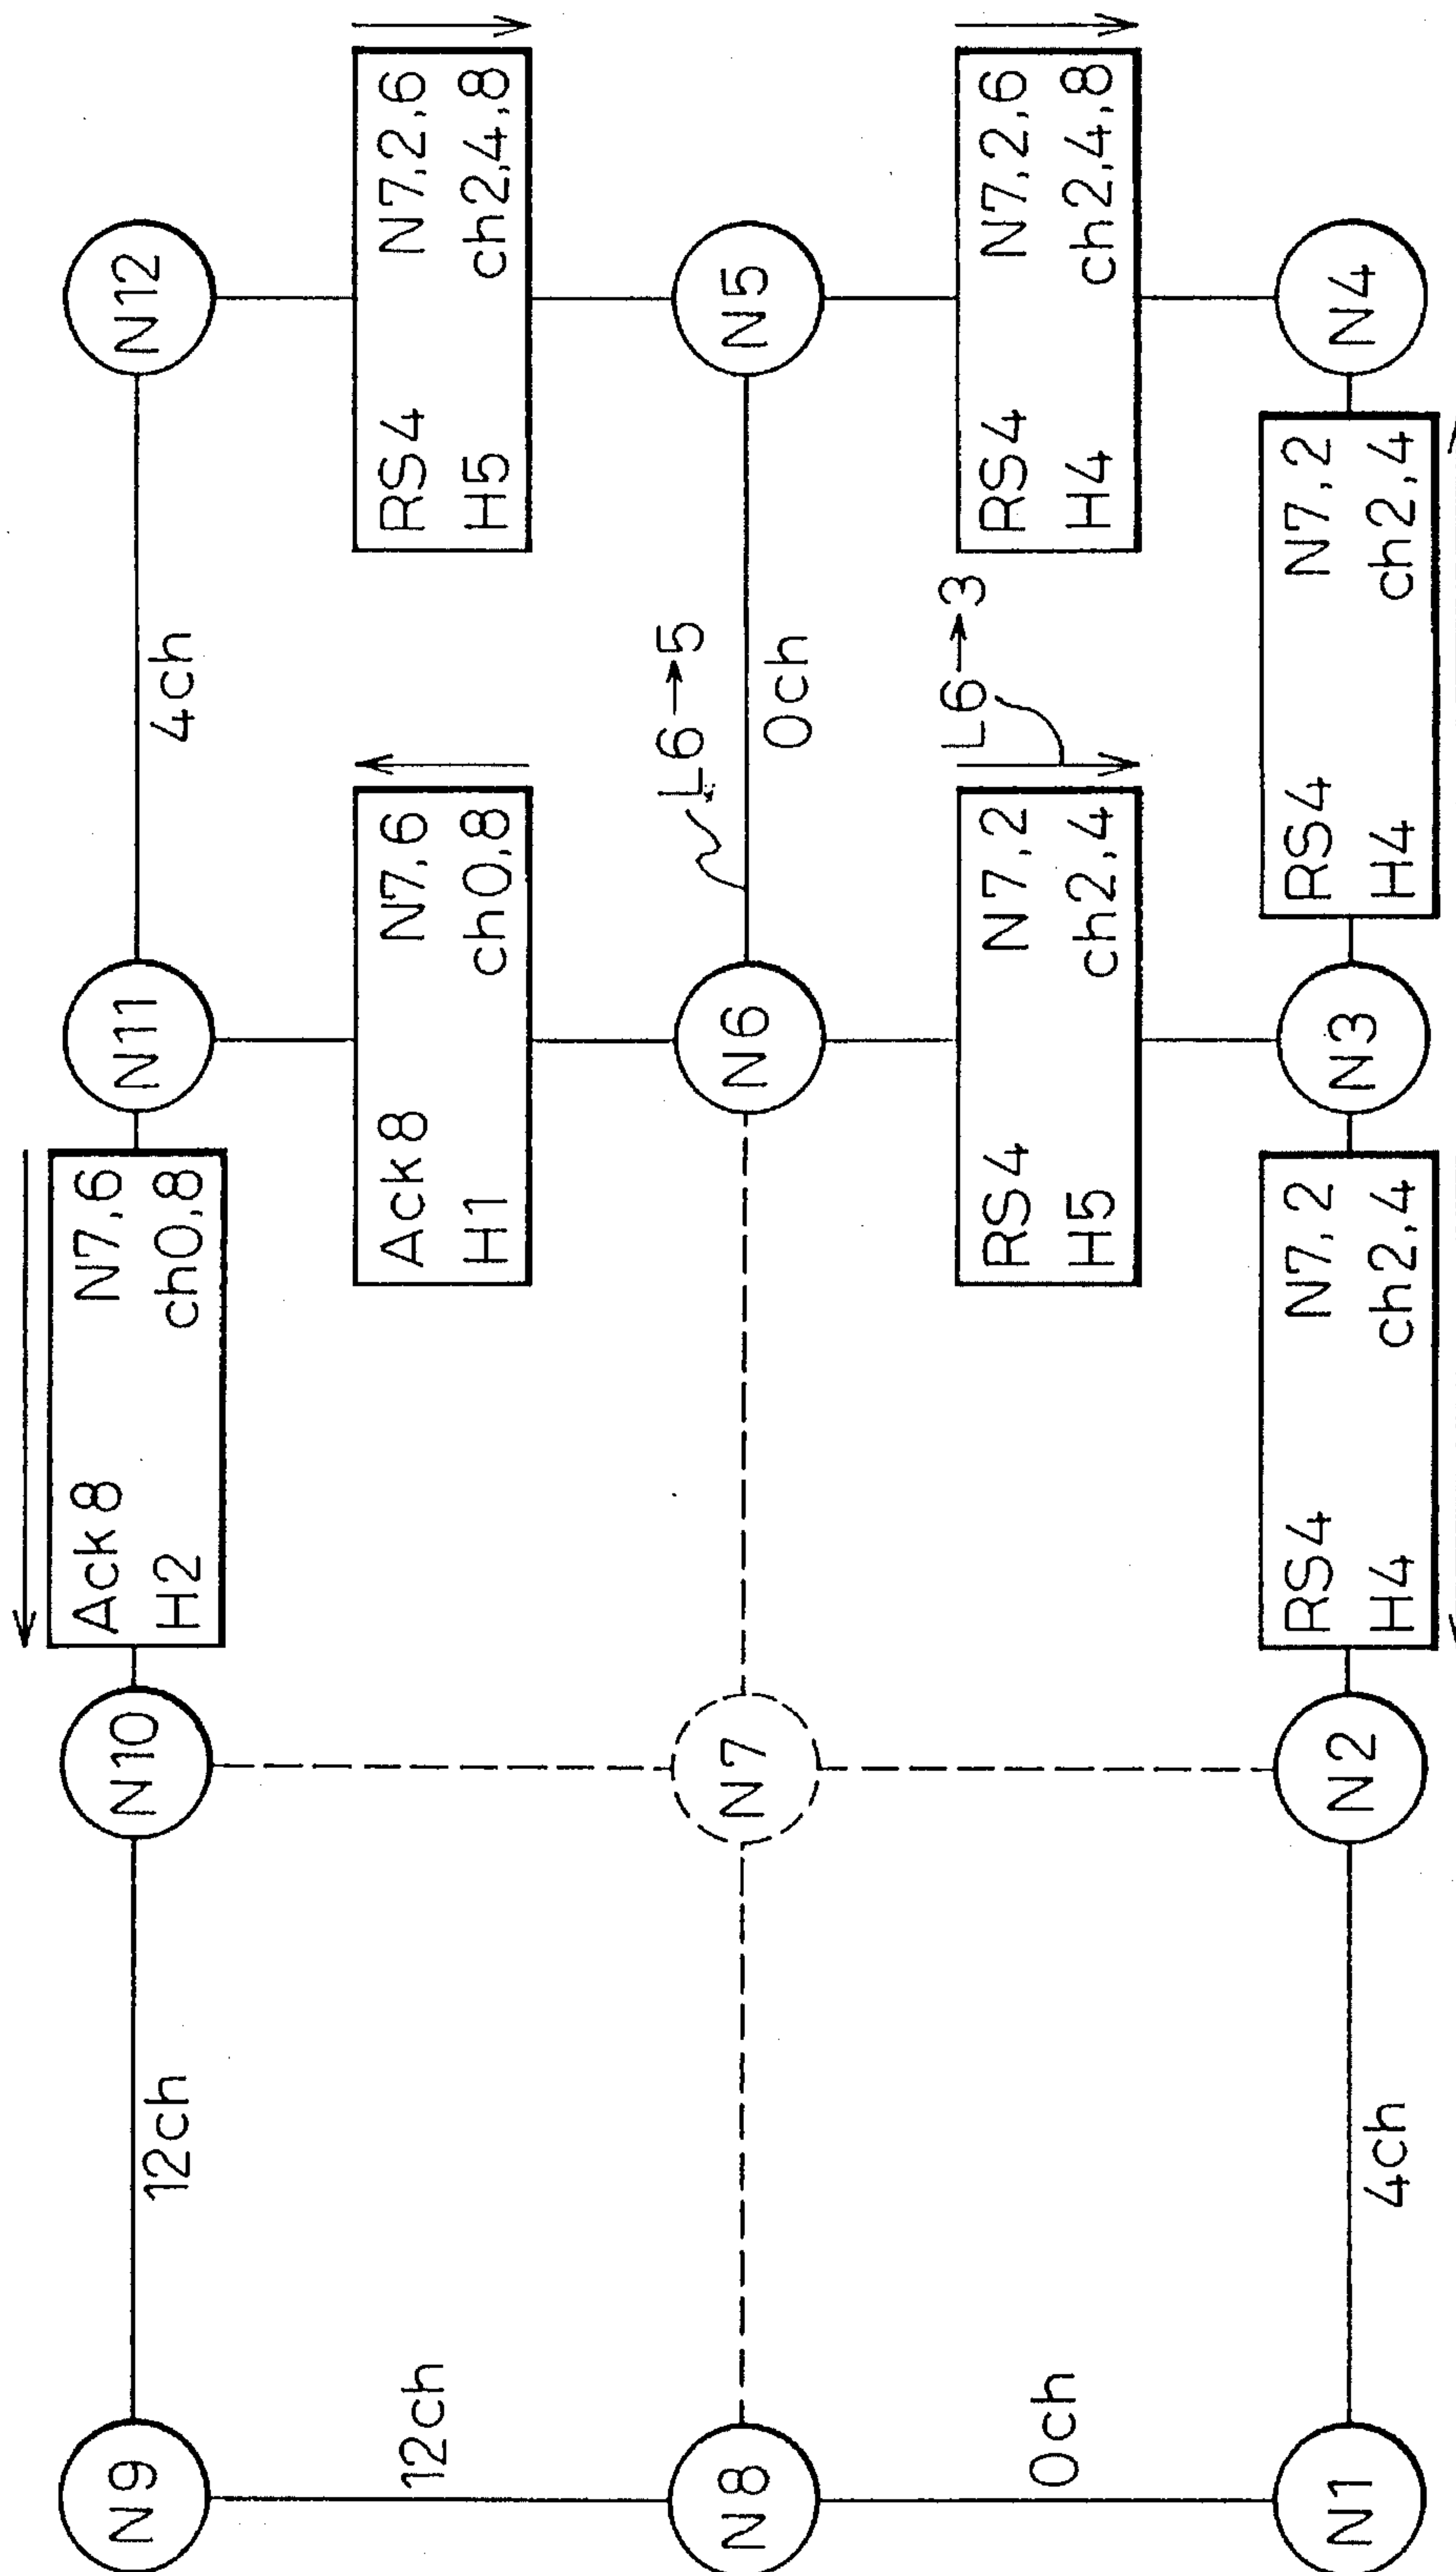 N9
12ch
N10
Ack8 N7,6
H2 ch0,8
N11
4ch
N12
12ch
Ack8 N7,6
H1 ch0,8
RS4 N7,2,6
H5 ch2,4,8
N8
N7
N6
L6→5
0ch
N5
0ch
RS4 N7,2
H5 ch2,4
L6→3
RS4 N7,2,6
H4 ch2,4,8
N1
4ch
N2
RS4 N7,2
H4 ch2,4
N3
RS4 N7,2
H4 ch2,4
N4